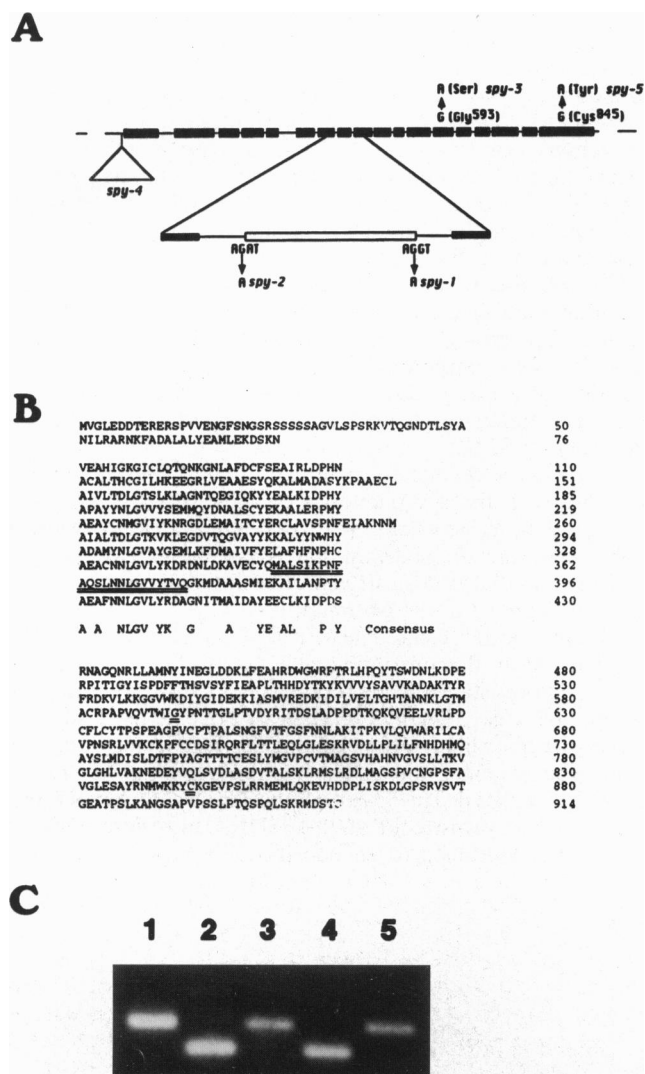 A
A (Ser) spy-3 A (Tyr) spy-5
G (Gly593) G (Cys845)
spy-4
AGAT AGGT
A spy-2 A spy-1
B
MVGLEDDTERERSPVVENGFSNGSRSSSSSAGVLSPSRKVTQGNDTLSYA 50
NILRARNKFADALALYEAMLEKDSKN 76
VEAHIGKGICLQTQNKGNLAFDCFSEAIRLDPHN 110
ACALTHCGILHKEEGRLVEAAESYQKALMADASYKPAAECL 151
AIVLTDLGTSLKLAGNTQEGIQKYYEALKIDPHY 185
APAYYNLGVVYSEMMQYDNALSCYEKAALERPMY 219
AEAYCNMGVIYKNRGDLEMAITCYERCLAVSPNFEIAKNNM 260
AIALTDLGTKVKLEGDVTQGVAYYKKALYYNWHY 294
ADAMYNLGVAYGEMLKFDMAIVFYELAFHFNPHC 328
AEACNNLGVLYKDRDNLDKAVECYQMALSIKPNF 362
AQSLNNLGVVYTVQGKMDAAASMIEKAILANPTY 396
AEAFNNLGVLYRDAGNITMAIDAYEECLKIDPDS 430
A A NLGV YK G A YE AL P Y Consensus
RNAGQNRLLAMNYINEGLDDKLFEAHRDWGWRFTRLHPQYTSWDNLKDPE 480
RPITIGYISPDFFTHSVSYFIEAPLTHHDYTKYKVVVYSAVVKADAKTYR 530
FRDKVLKKGGVWKDIYGIDEKKIASMVREDKIDILVELTGHTANNKLGTM 580
ACRPAPVQVTWIGYPNTTGLPTVDYRITDSLADPPDTKQKQVEELVRLPD 630
CFLCYTPSPEAGPVCPTPALSNGFVTFGSFNNLAKITPKVLQVWARILCA 680
VPNSRLVVKCKPFCCDSIRQRFLTTLEQLGLESKRVDLLPLILFNHDHMQ 730
AYSLMDISLDTFPYAGTTTTCESLYMGVPCVTMAGSVHAHNVGVSLLTKV 780
GLGHLVAKNEDEYVQLSVDLASDVTALSKLRMSLRDLMAGSPVCNGPSFA 830
VGLESAYRNMWKKYCKGEVPSLRRMEMLQKEVHDDPLISKDLGPSRVSVT 880
GEATPSLKANGSAPVPSSLPTQSPQLSKRMDSTC 914
C
1 2 3 4 5